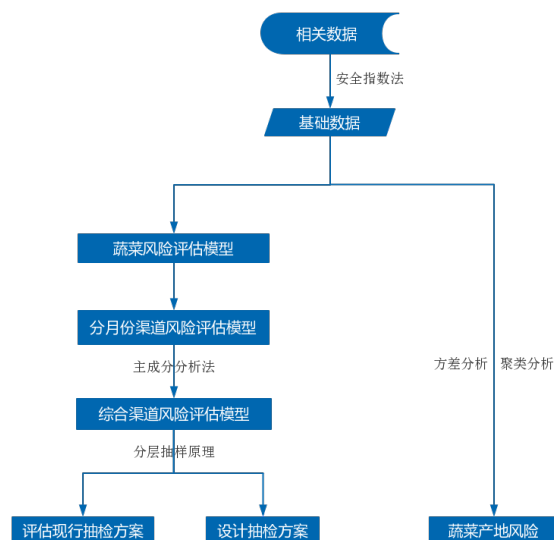 相关数据
安全指数法
基础数据
蔬菜风险评估模型
分月份渠道风险评估模型
主成分分析法
方差分析 聚类分析
综合渠道风险评估模型
分层抽样原理
评估现行抽检方案 设计抽检方案 蔬菜产地风险